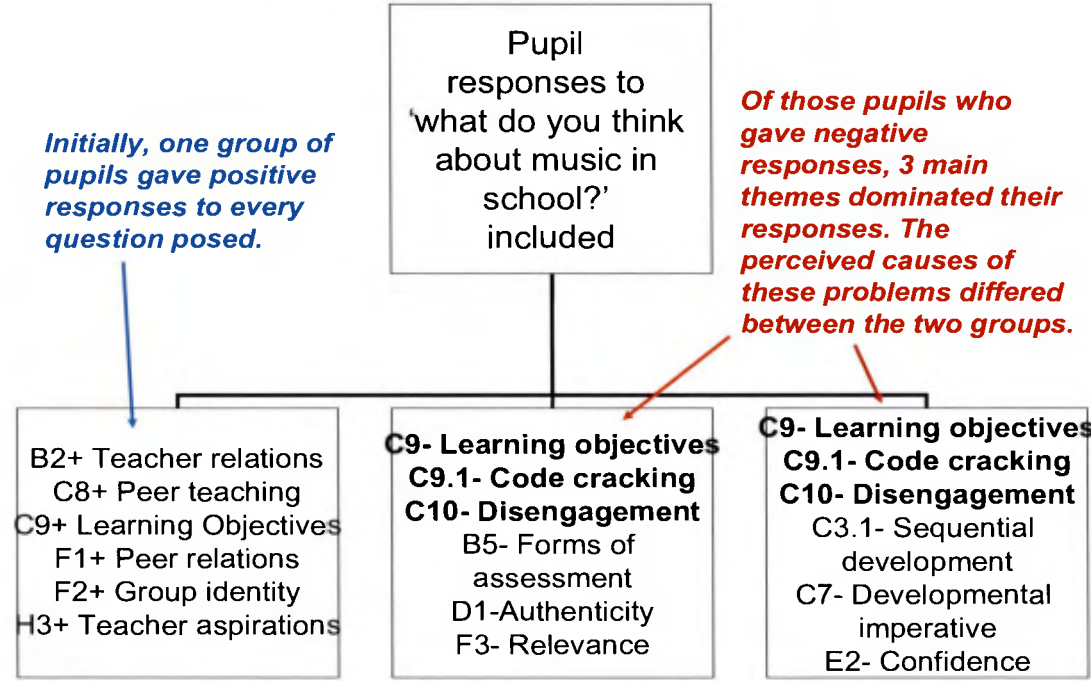 Pupil
responses to
'what do you think
about music in
school?'
included
Initially, one group of
pupils gave positive
responses to every
question posed.
Of those pupils who
gave negative
responses, 3 main
themes dominated their
responses. The
perceived causes of
these problems differed
between the two groups.
B2+ Teacher relations
C8+ Peer teaching
C9+ Learning Objectives
F1+ Peer relations
F2+ Group identity
H3+ Teacher aspirations
C9- Learning objectives
C9.1- Code cracking
C10- Disengagement
B5- Forms of
assessment
D1-Authenticity
F3- Relevance
C9- Learning objectives
C9.1- Code cracking
C10- Disengagement
C3.1- Sequential
development
C7- Developmental
imperative
E2- Confidence